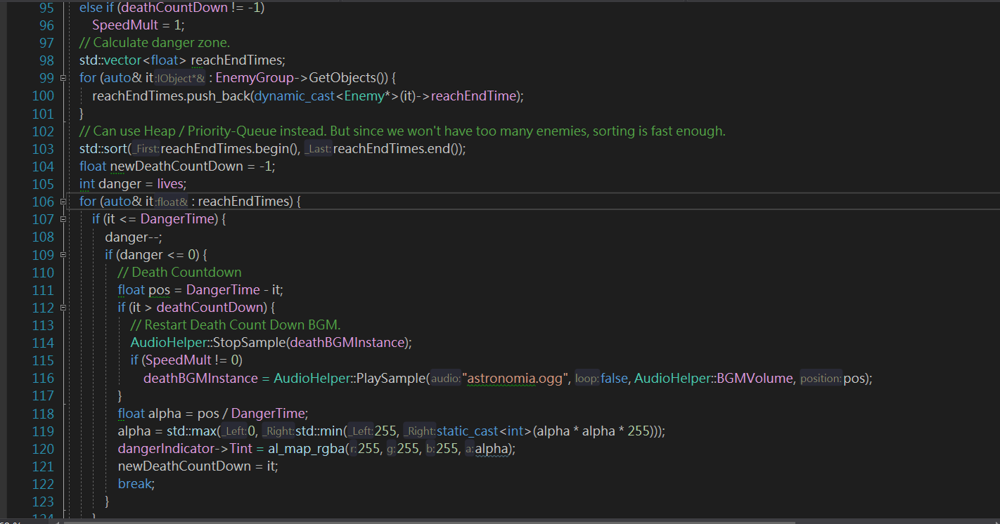 95 else if (deathCountDown != -1)
96 SpeedMult = 1;
97 // Calculate danger zone.
98 std::vector<float> reachEndTimes;
99 for (auto& it :IObject*& : EnemyGroup->GetObjects()) {
100 reachEndTimes.push_back(dynamic_cast<Enemy*>(it)->reachEndTime);
101 }
102 // Can use Heap / Priority-Queue instead. But since we won't have too many enemies, sorting is fast enough.
103 std::sort(_First: reachEndTimes.begin(), _Last: reachEndTimes.end());
104 float newDeathCountDown = -1;
105 int danger = lives;
106 for (auto& it :float& : reachEndTimes) {
107 if (it <= DangerTime) {
108 danger--;
109 if (danger <= 0) {
110 // Death Countdown
111 float pos = DangerTime - it;
112 if (it > deathCountDown) {
113 // Restart Death Count Down BGM.
114 AudioHelper::StopSample(deathBGMInstance);
115 if (SpeedMult != 0)
116 deathBGMInstance = AudioHelper::PlaySample(audio: "astronomia.ogg", loop: false, AudioHelper::BGMVolume, position: pos);
117 }
118 float alpha = pos / DangerTime;
119 alpha = std::max(_Left: 0, _Right: std::min(_Left: 255, _Right: static_cast<int>(alpha * alpha * 255)));
120 dangerIndicator->Tint = al_map_rgba(r: 255, g: 255, b: 255, a: alpha);
121 newDeathCountDown = it;
122 break;
123 }
124 }